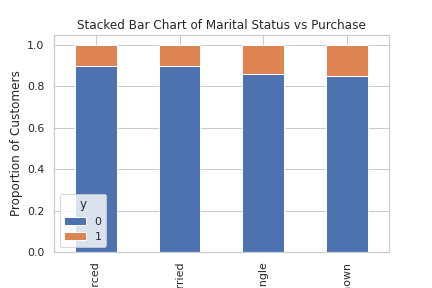 Stacked Bar Chart of Marital Status vs Purchase
Proportion of Customers
1.0
0.8
0.6
0.4
0.2
0.0
y
0
1
rced
rried
ngle
own